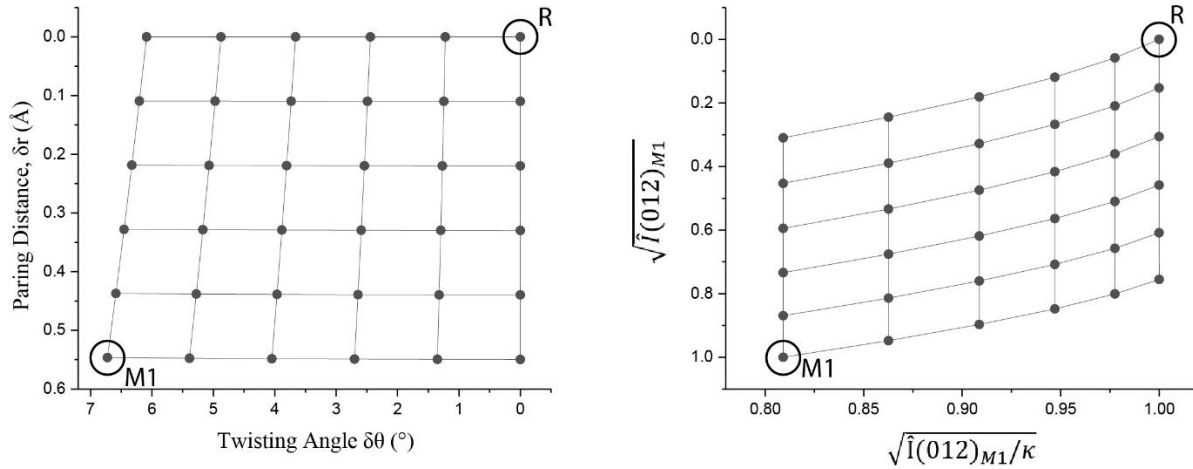 R
0.0
0.1
0.2
0.3
0.4
0.5
0.6
Paring Distance, δr (Å)
M1
7 6 5 4 3 2 1 0
Twisting Angle δθ (°)
R
0.0
0.2
0.4
0.6
0.8
1.0
√Î(012)M1
M1
0.80 0.85 0.90 0.95 1.00
√Î(012)M1/κ